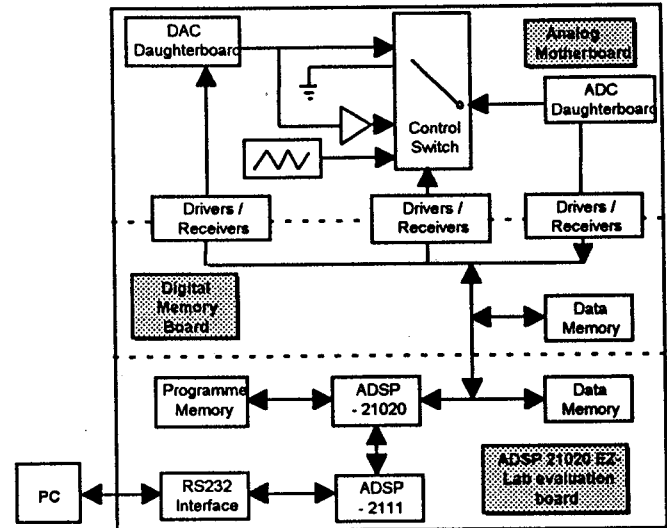 DAC
Daughterboard
Analog
Motherboard
ADC
Daughterboard
Control
Switch
Drivers /
Receivers
Drivers /
Receivers
Drivers /
Receivers
Digital
Memory
Board
Data
Memory
Programme
Memory
ADSP
- 21020
Data
Memory
PC
RS232
Interface
ADSP
- 2111
ADSP 21020 EZ
Lab evaluation
board